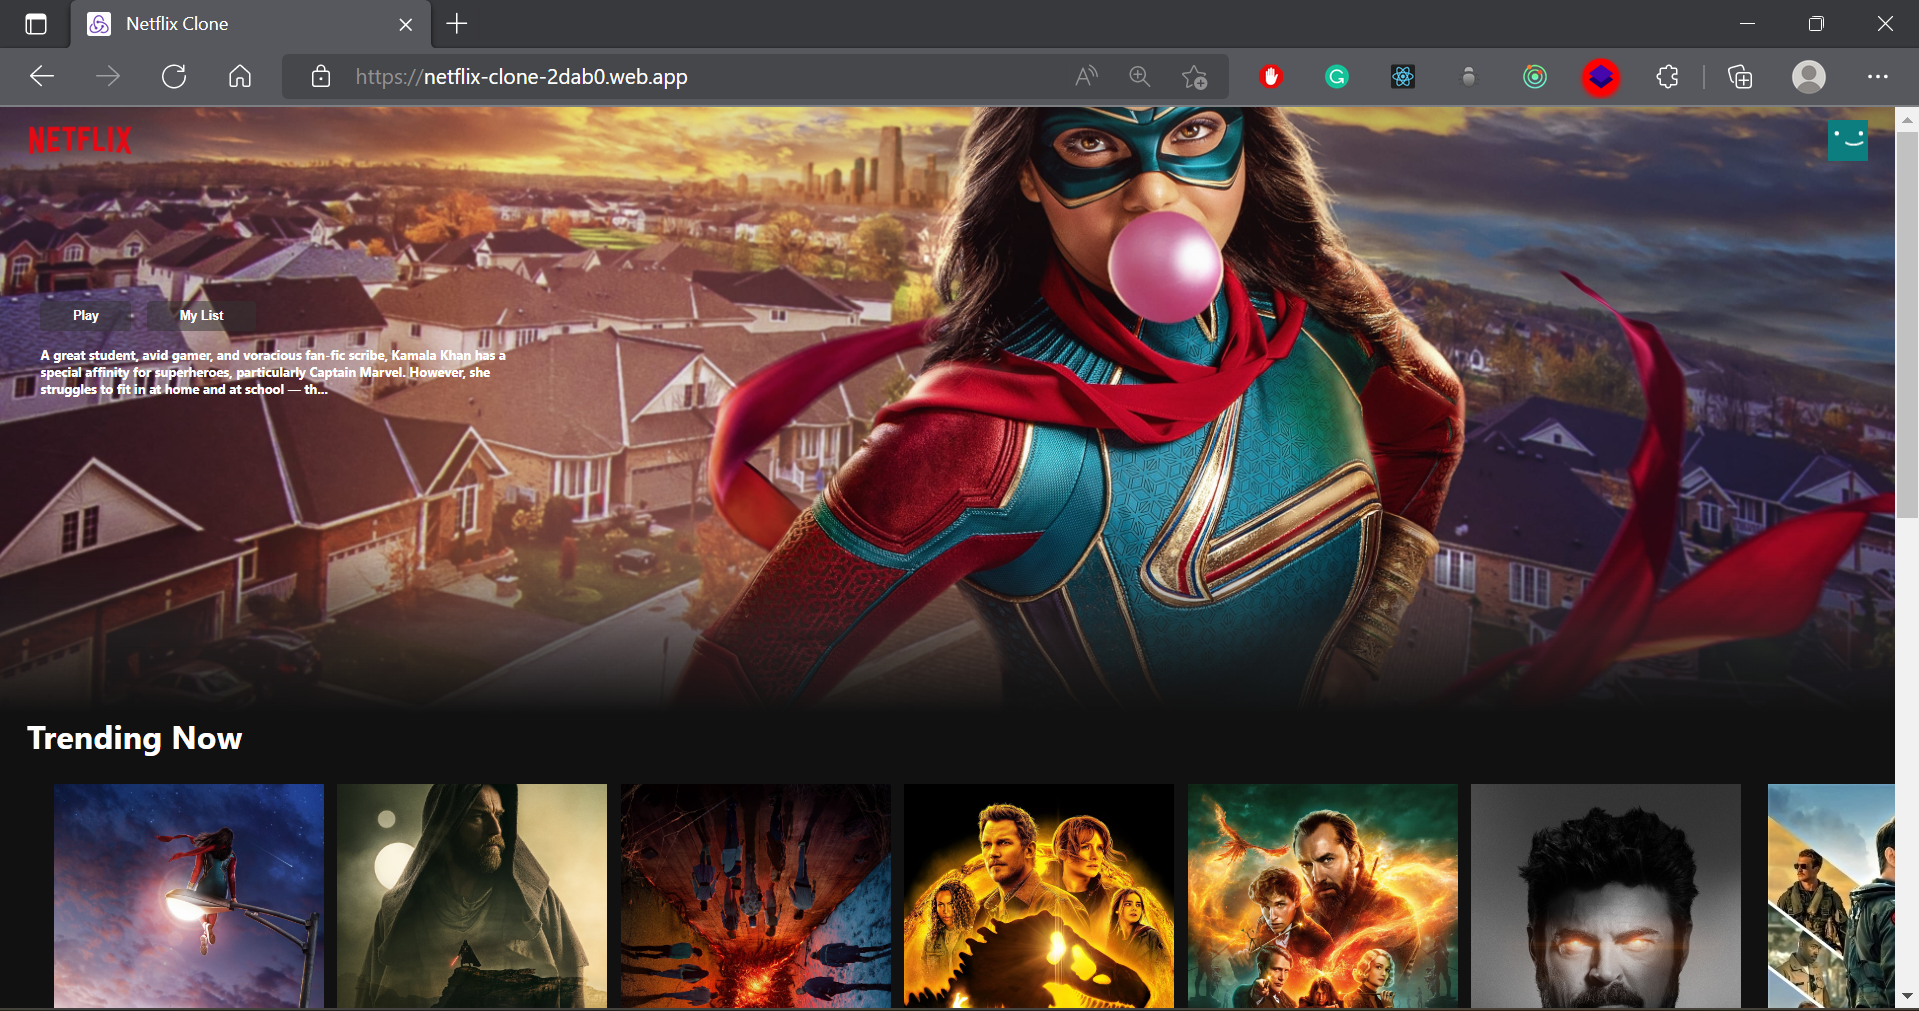 Netflix Clone
https://netflix-clone-2dab0.web.app
NETFLIX
Play
My List
A great student, avid gamer, and voracious fan-fic scribe, Kamala Khan has a
special affinity for superheroes, particularly Captain Marvel. However, she
struggles to fit in at home and at school — th...
Trending Now